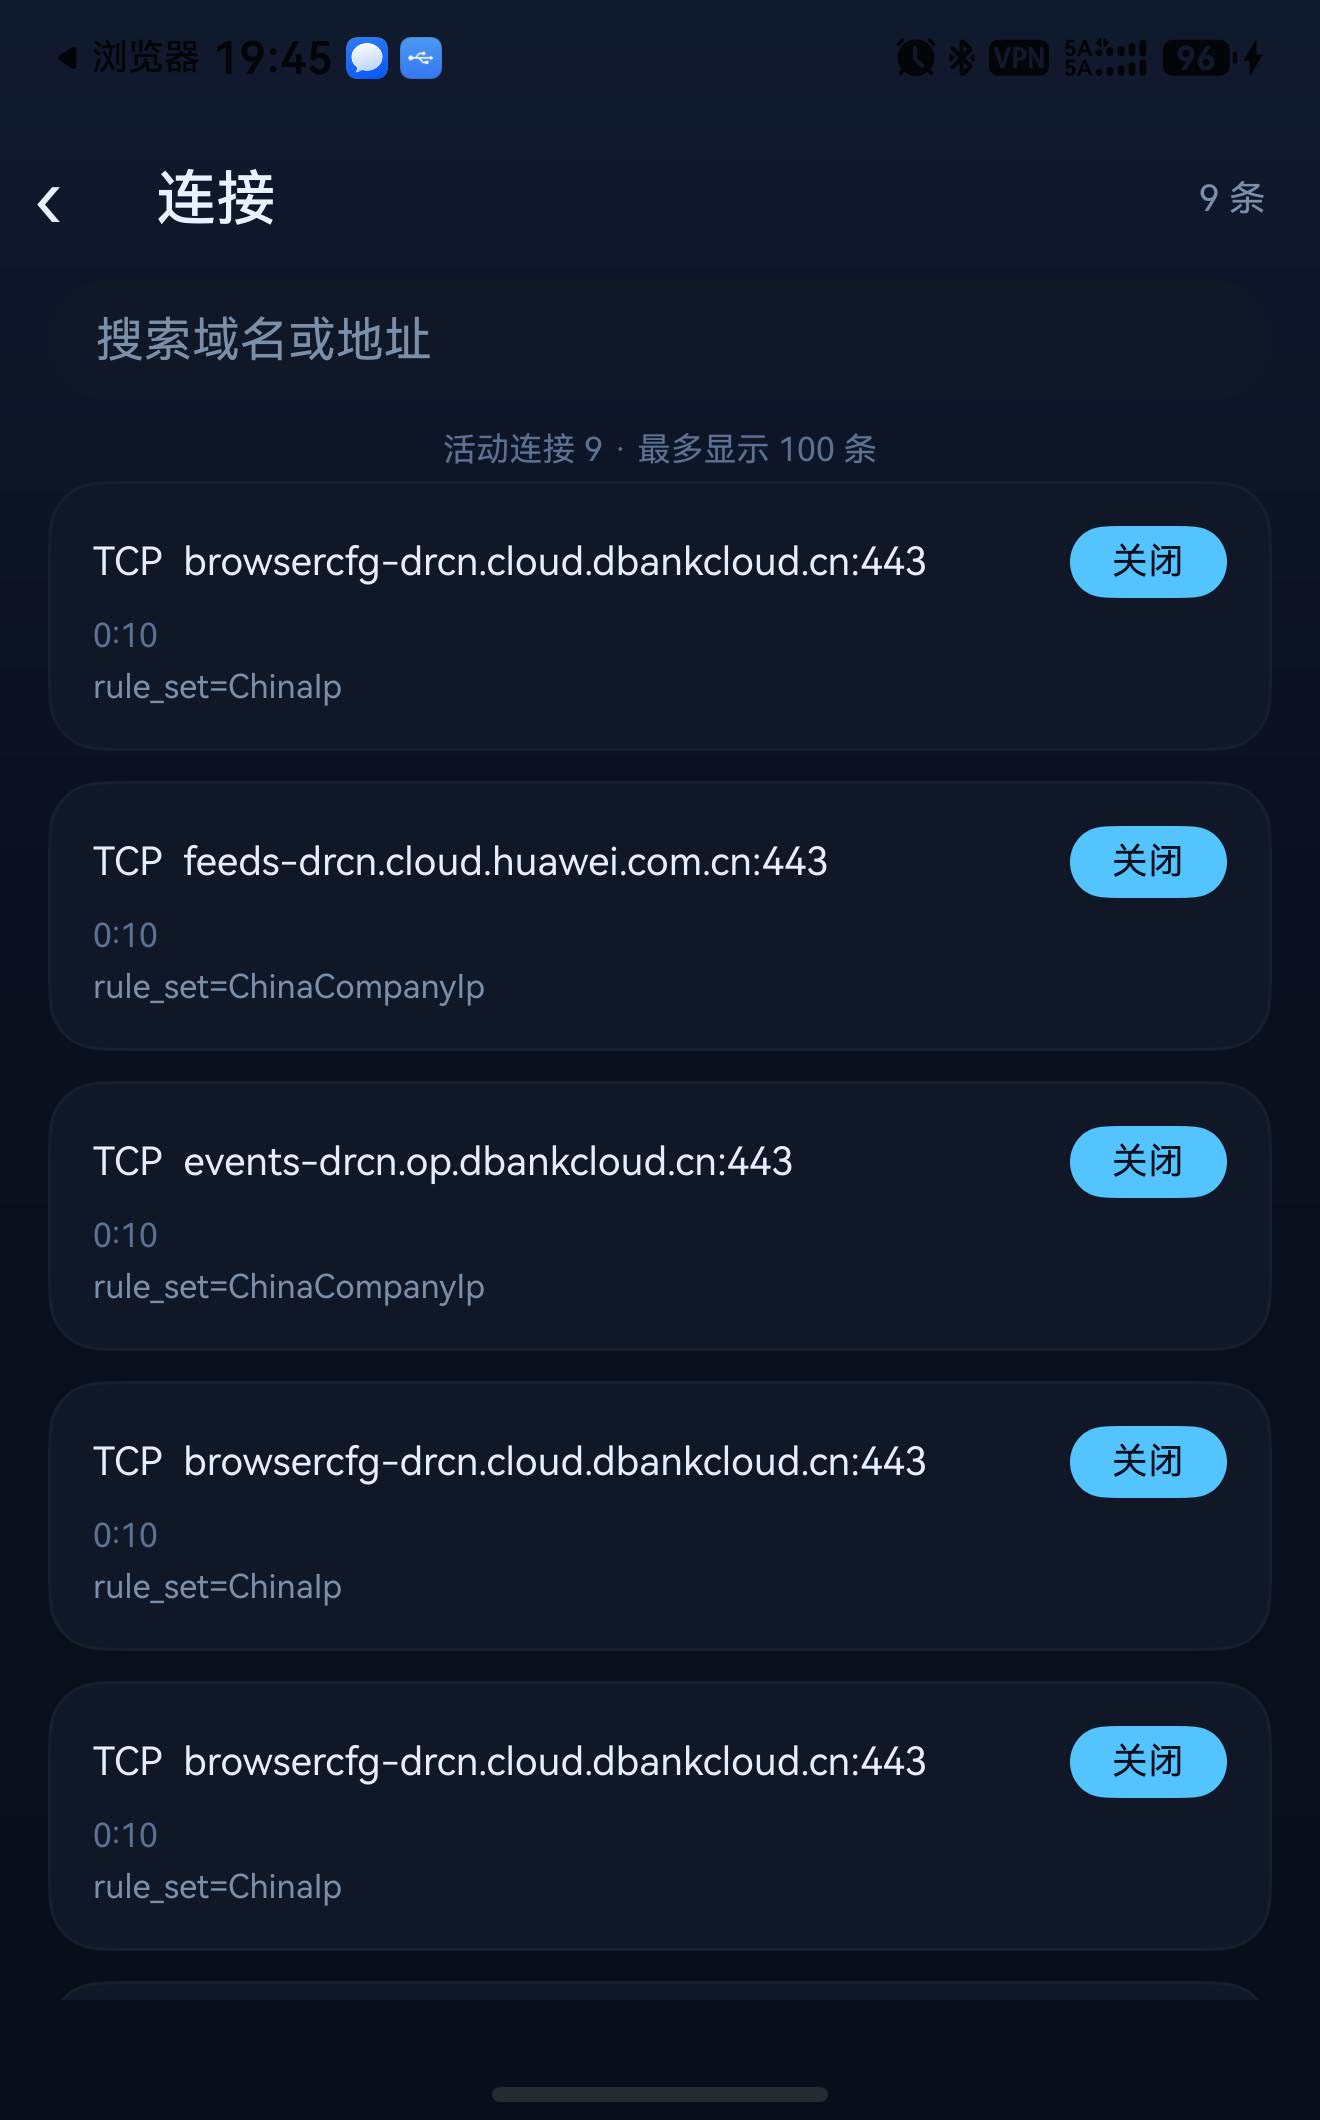 浏览器 19:45 VPN 5A 5A 96
连接 9 条
搜索域名或地址
活动连接 9 · 最多显示 100 条
TCP browsercfg-drcn.cloud.dbankcloud.cn:443 关闭
0:10
rule_set=ChinaIp
TCP feeds-drcn.cloud.huawei.com.cn:443 关闭
0:10
rule_set=ChinaCompanyIp
TCP events-drcn.op.dbankcloud.cn:443 关闭
0:10
rule_set=ChinaCompanyIp
TCP browsercfg-drcn.cloud.dbankcloud.cn:443 关闭
0:10
rule_set=ChinaIp
TCP browsercfg-drcn.cloud.dbankcloud.cn:443 关闭
0:10
rule_set=ChinaIp